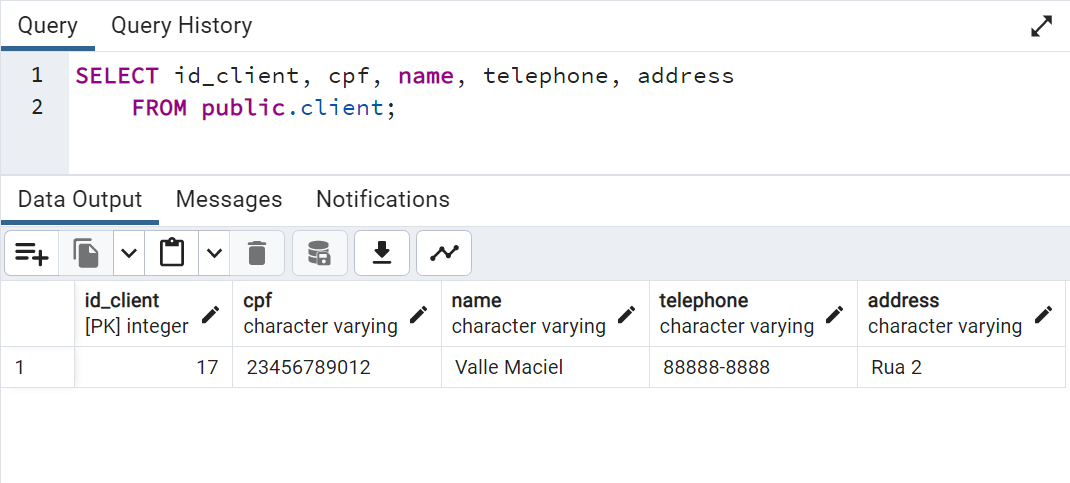 Query Query History
1 SELECT id_client, cpf, name, telephone, address
2 FROM public.client;
Data Output Messages Notifications
id_client cpf name telephone address
[PK] integer character varying character varying character varying character varying
1 17 23456789012 Valle Maciel 88888-8888 Rua 2